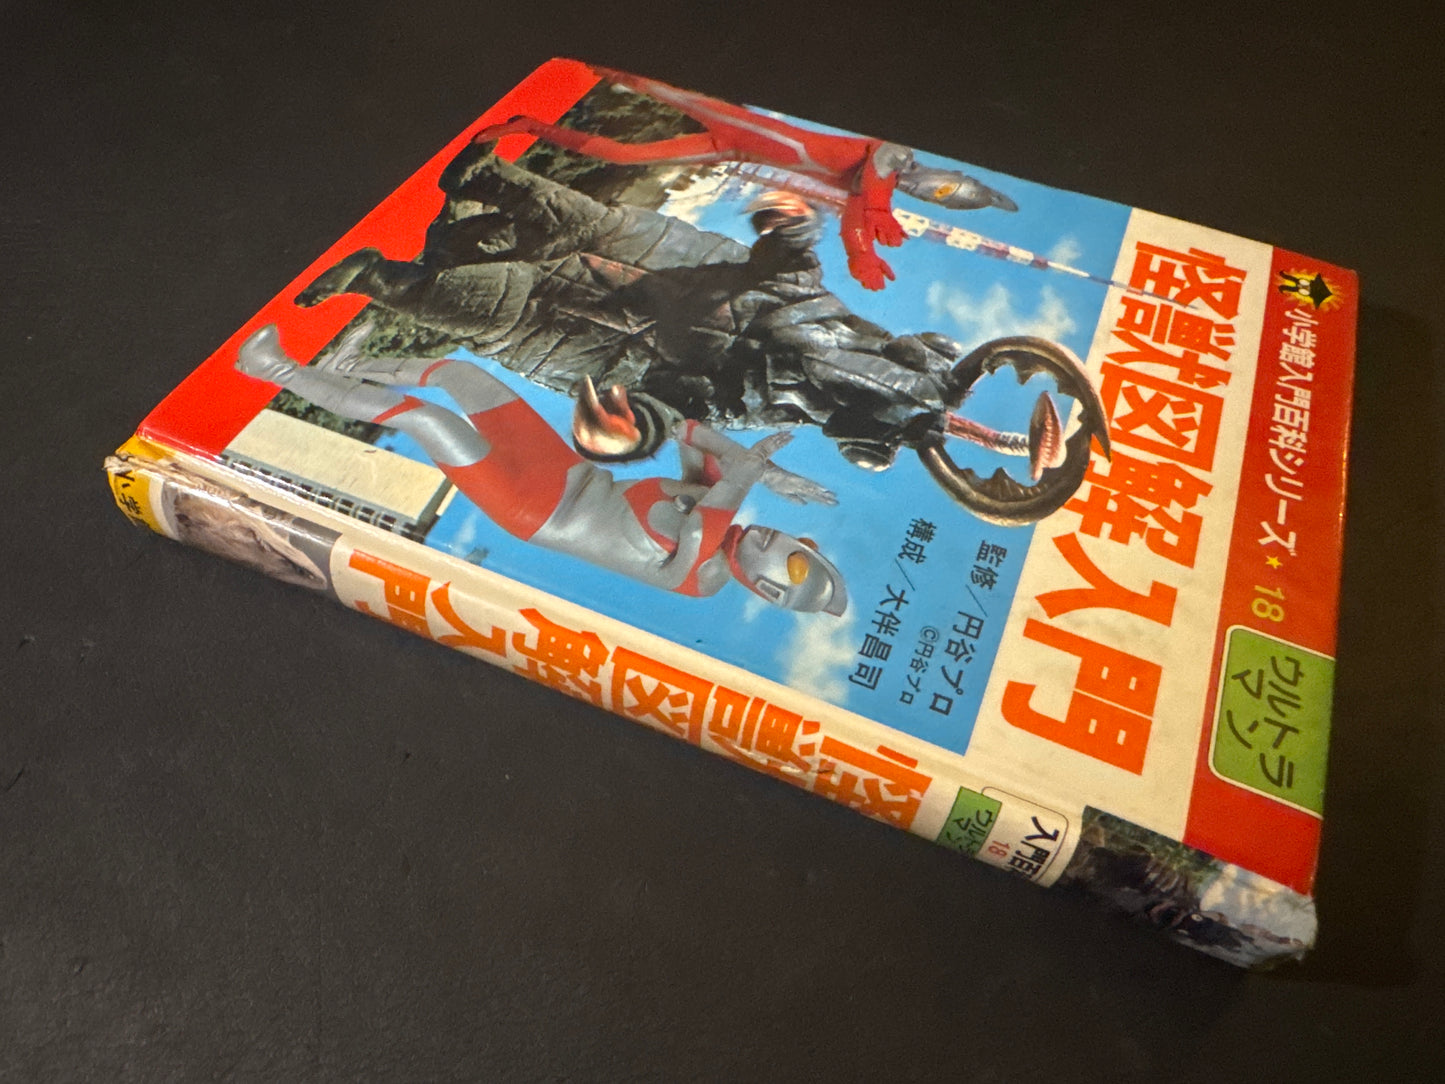 小学館入門百科シリーズ★18
ウルトラ
マン
怪獣図解入門
監修／円谷プロ
©円谷プロ
構成／大伴昌司
入門百
18
ウルト
マン
怪獣図解入門
小学